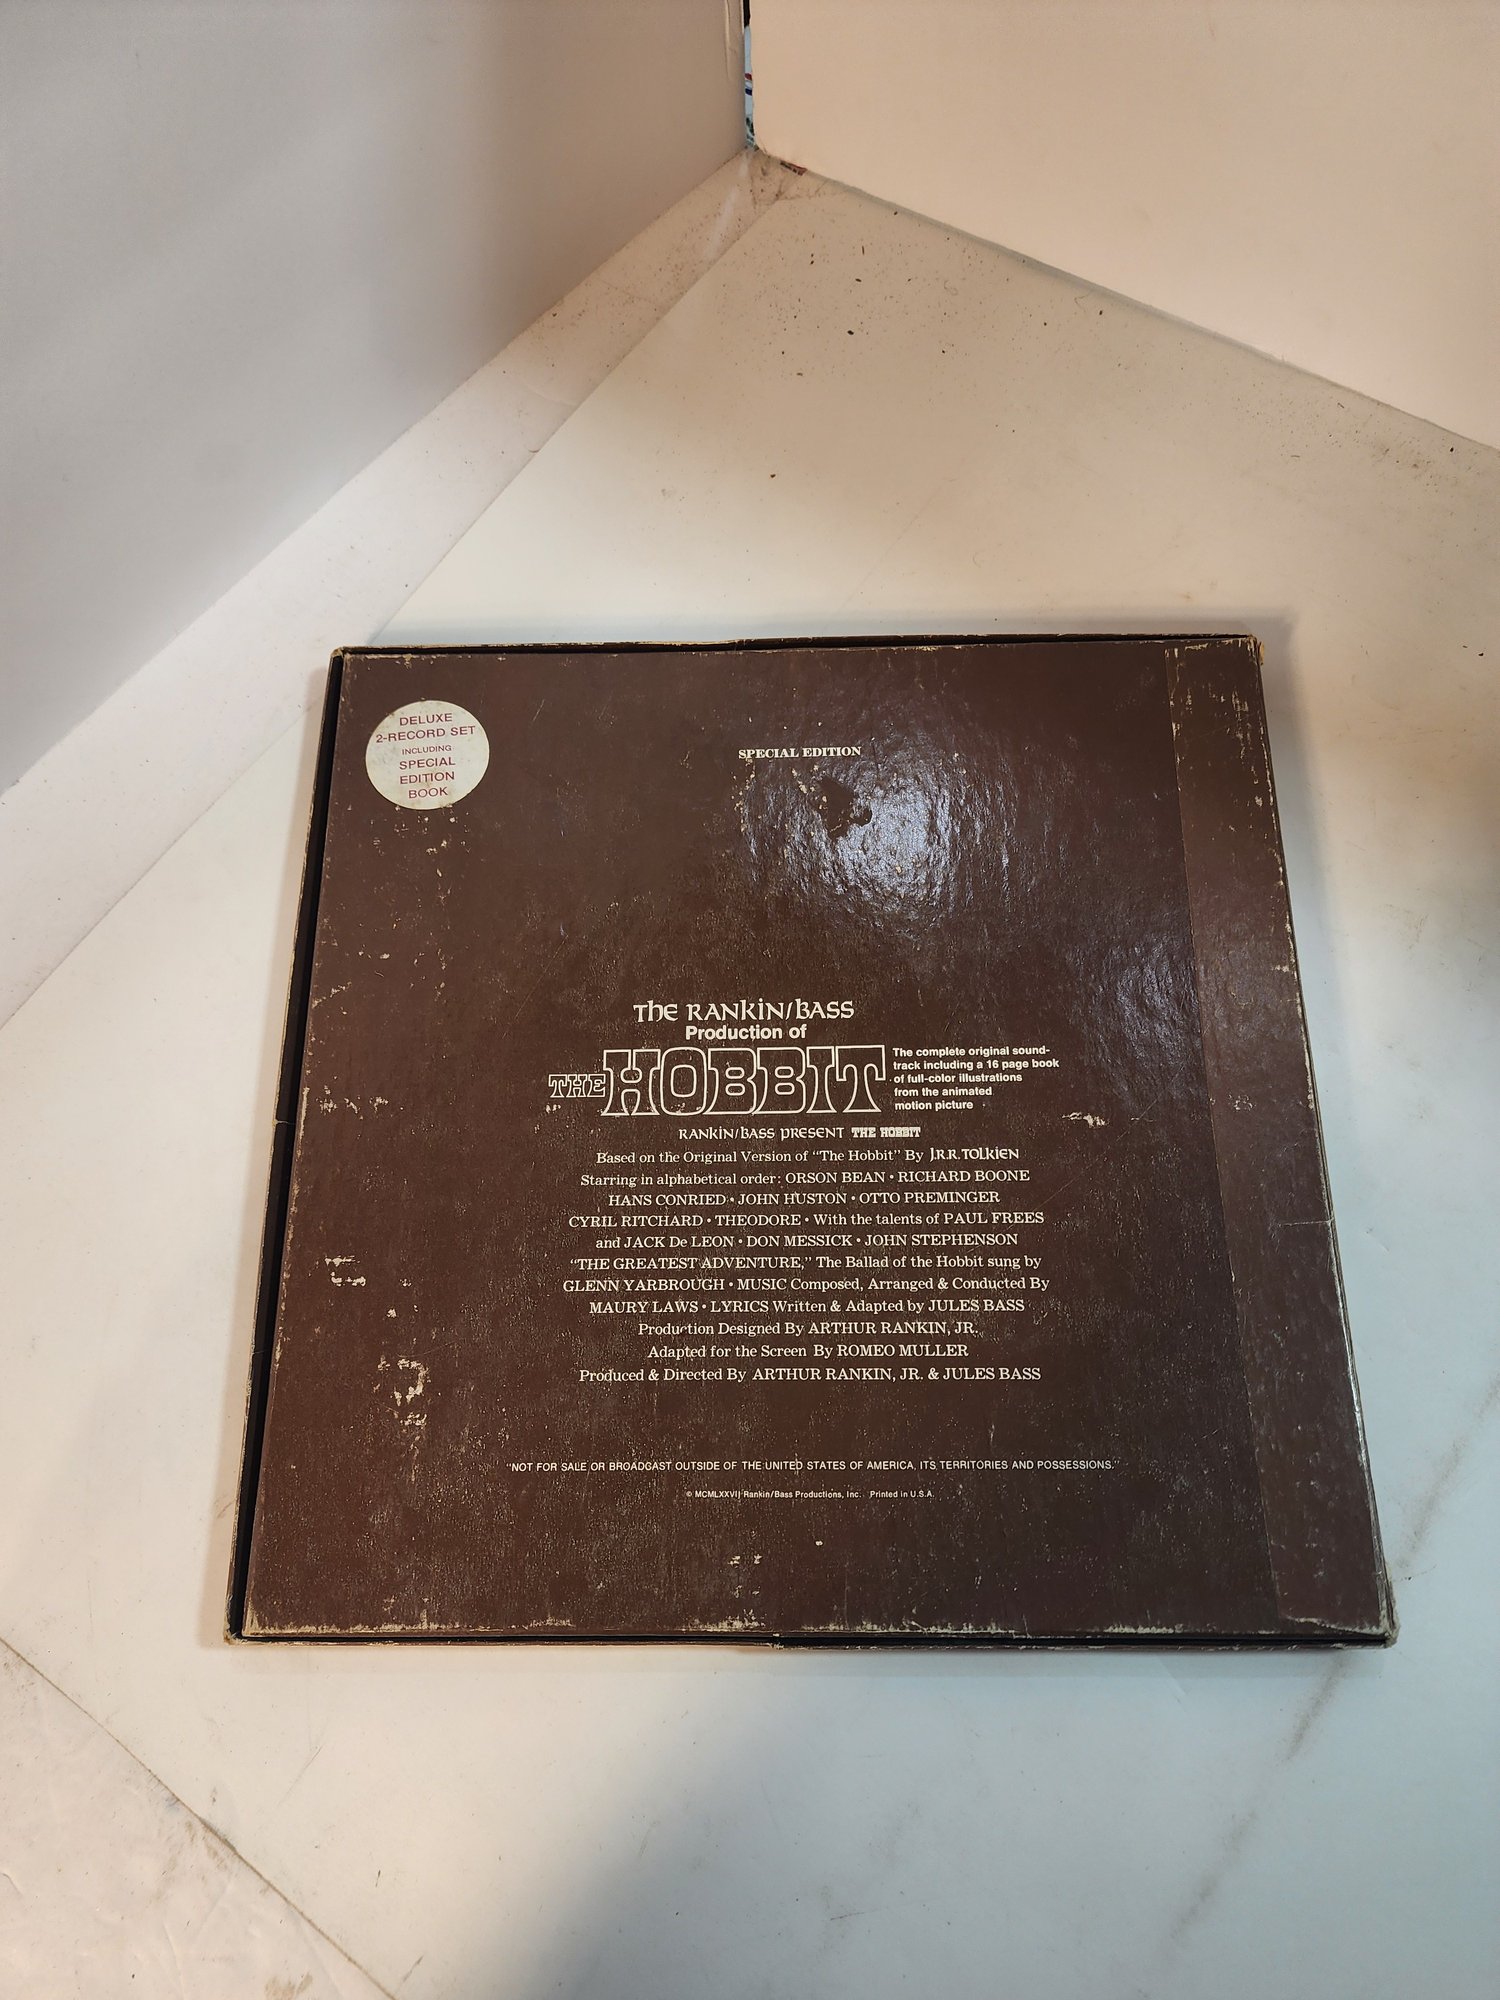 DELUXE
2-RECORD SET
INCLUDING
SPECIAL
EDITION
BOOK
SPECIAL EDITION
The RANKIN/BASS
Production of
THE HOBBIT
The complete original sound-
track including a 16 page book
of full-color illustrations
from the animated
motion picture
RANKIN/BASS PRESENT THE HOBBIT
Based on the Original Version of "The Hobbit" By J.R.R. TOLKIEN
Starring in alphabetical order: ORSON BEAN • RICHARD BOONE
HANS CONRIED • JOHN HUSTON • OTTO PREMINGER
CYRIL RITCHARD • THEODORE • With the talents of PAUL FREES
and JACK De LEON • DON MESSICK • JOHN STEPHENSON
"THE GREATEST ADVENTURE," The Ballad of the Hobbit sung by
GLENN YARBROUGH • MUSIC Composed, Arranged & Conducted By
MAURY LAWS • LYRICS Written & Adapted by JULES BASS
Production Designed By ARTHUR RANKIN, JR.
Adapted for the Screen By ROMEO MULLER
Produced & Directed By ARTHUR RANKIN, JR. & JULES BASS
"NOT FOR SALE OR BROADCAST OUTSIDE OF THE UNITED STATES OF AMERICA, ITS TERRITORIES AND POSSESSIONS."
© MCMLXXVII Rankin/Bass Productions, Inc. Printed in U.S.A.